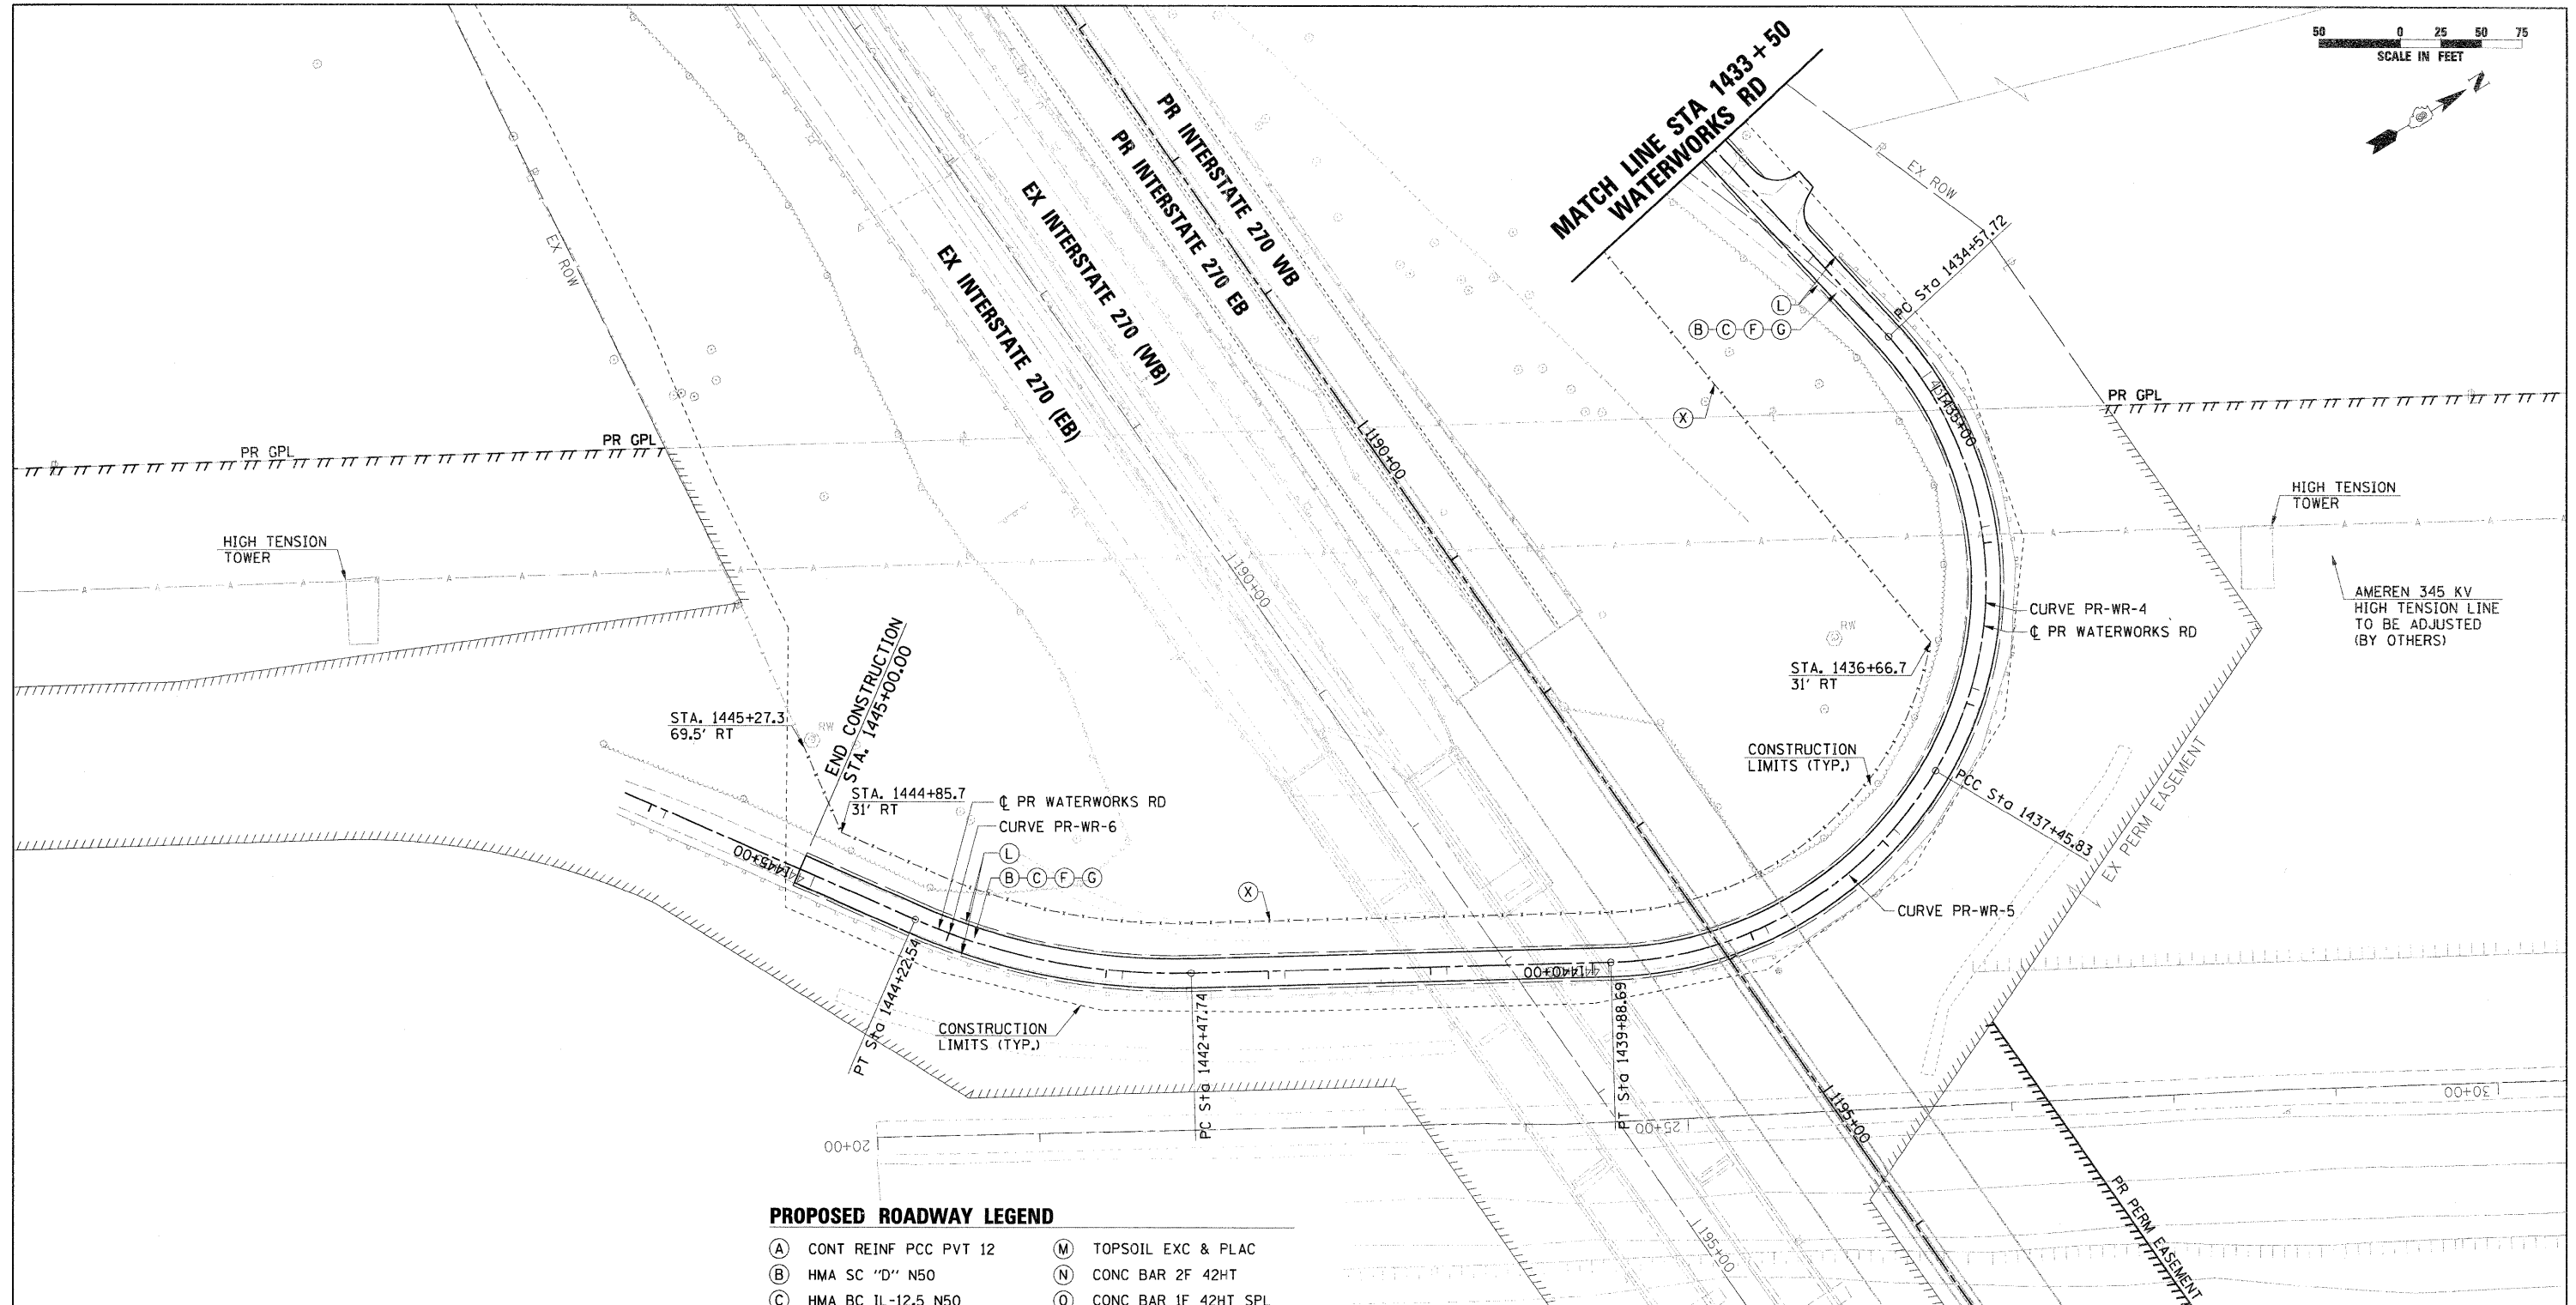 50 0 25 50 75
SCALE IN FEET
N
MATCH LINE STA 1433+50
WATERWORKS RD
PR INTERSTATE 270 WB
PR INTERSTATE 270 EB
EX INTERSTATE 270 (WB)
EX INTERSTATE 270 (EB)
EX ROW
EX ROW
PC Sta 1434+57.72
L
B C F G
1435+00
X
PR GPL
PR GPL
PR GPL
1190+00
1190+00
HIGH TENSION
TOWER
HIGH TENSION
TOWER
AMEREN 345 KV
HIGH TENSION LINE
TO BE ADJUSTED
(BY OTHERS)
CURVE PR-WR-4
℄ PR WATERWORKS RD
RW
STA. 1436+66.7
31' RT
CONSTRUCTION
LIMITS (TYP.)
PCC Sta 1437+45.83
EX PERM EASEMENT
CURVE PR-WR-5
END CONSTRUCTION
STA. 1445+00.00
STA. 1445+27.3
69.5' RT
RW
STA. 1444+85.7
31' RT
℄ PR WATERWORKS RD
CURVE PR-WR-6
L
B C F G
X
1445+00
1440+00
PT Sta 1444+22.54
PC Sta 1442+47.74
PT Sta 1439+88.69
CONSTRUCTION
LIMITS (TYP.)
20+00
25+00
30+00
1195+00
1195+00
PR PERM EASEMENT
PROPOSED ROADWAY LEGEND
A CONT REINF PCC PVT 12
B HMA SC "D" N50
C HMA BC IL-12.5 N50
M TOPSOIL EXC & PLAC
N CONC BAR 2F 42HT
O CONC BAR 1F 42HT SPL